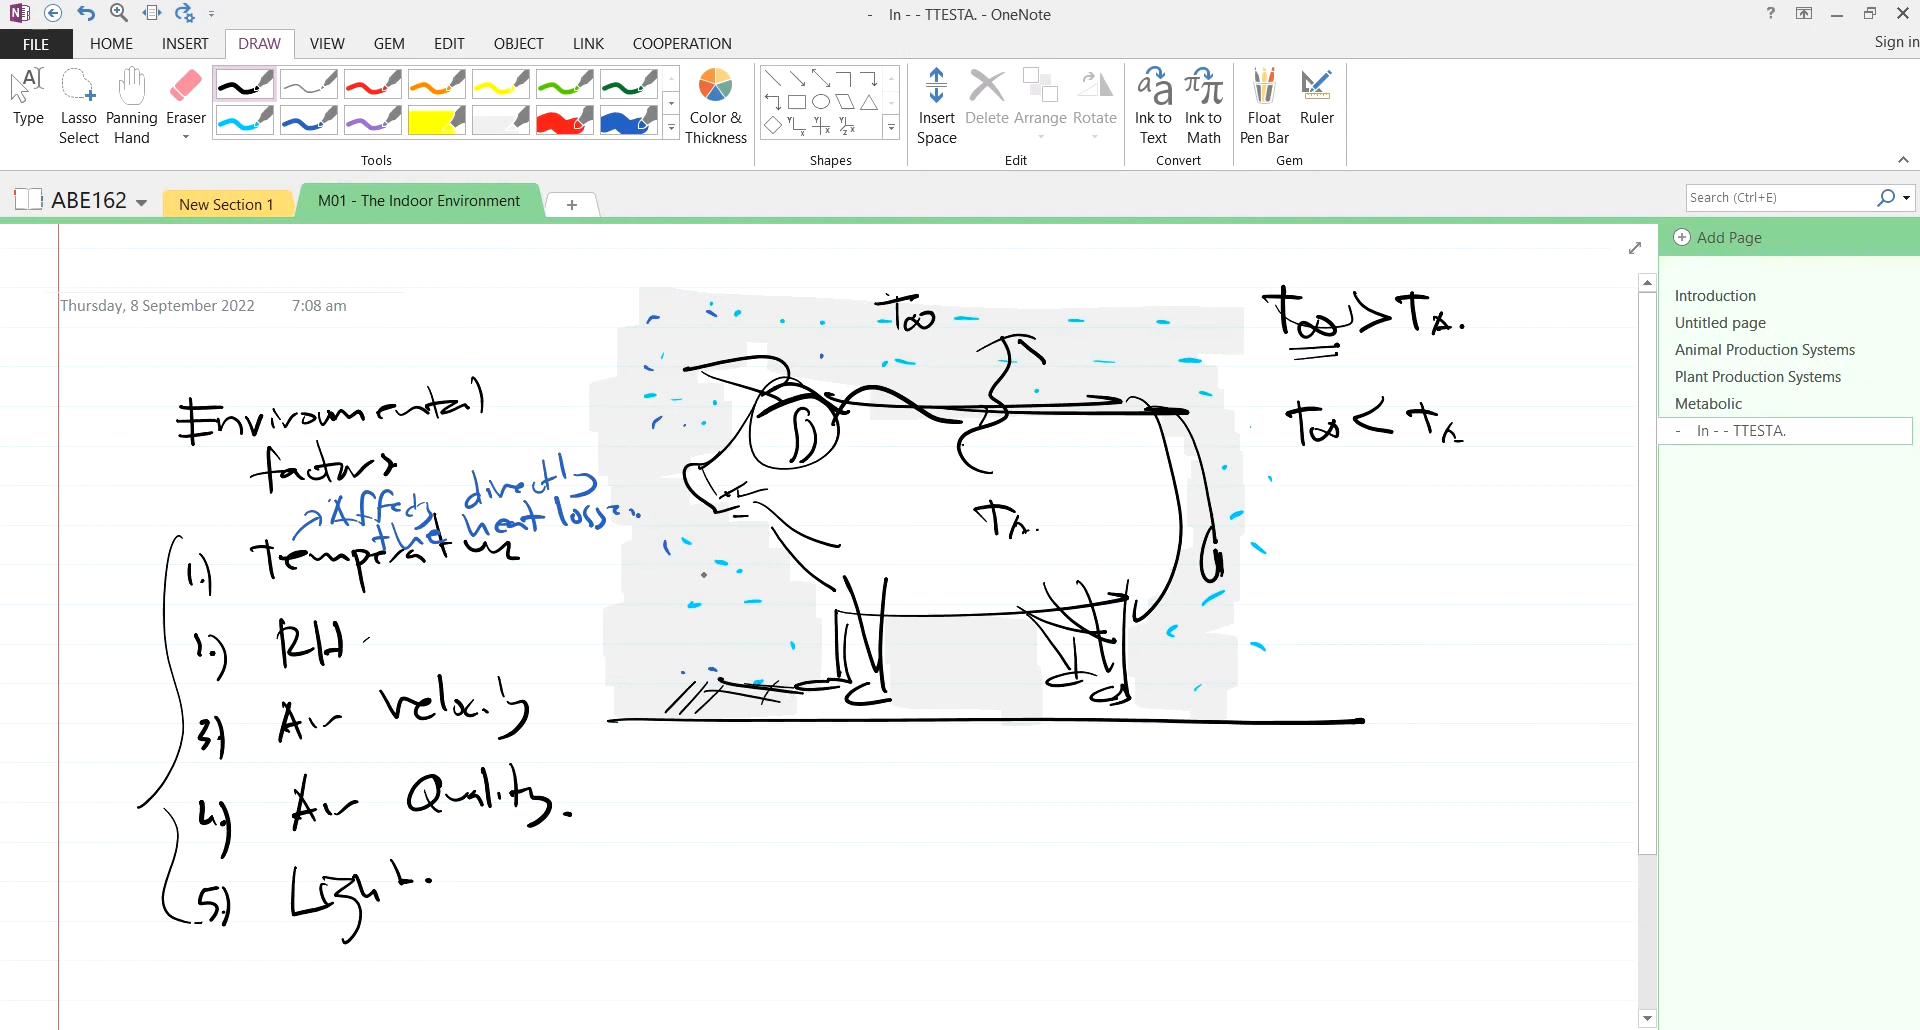 In - - TTESTA. - OneNote
Sign in
FILE HOME INSERT DRAW VIEW GEM EDIT OBJECT LINK COOPERATION
Type
Lasso Select
Panning Hand
Eraser
Color & Thickness
Insert Space
Delete
Arrange
Rotate
Ink to Text
Ink to Math
Float Pen Bar
Ruler
Tools
Shapes
Edit
Convert
Gem
ABE162
New Section 1
M01 - The Indoor Environment
Search (Ctrl+E)
Add Page
Introduction
Untitled page
Animal Production Systems
Plant Production Systems
Metabolic
- In - - TTESTA.
Thursday, 8 September 2022 7:08 am
T∞
T∞ > TA.
T∞ < TA
TA.
Environmental
factors
Affects directly
the heat loss.
1.) Temperature
2.) RH
3) Air velocity
4) Air Quality.
5.) Light.